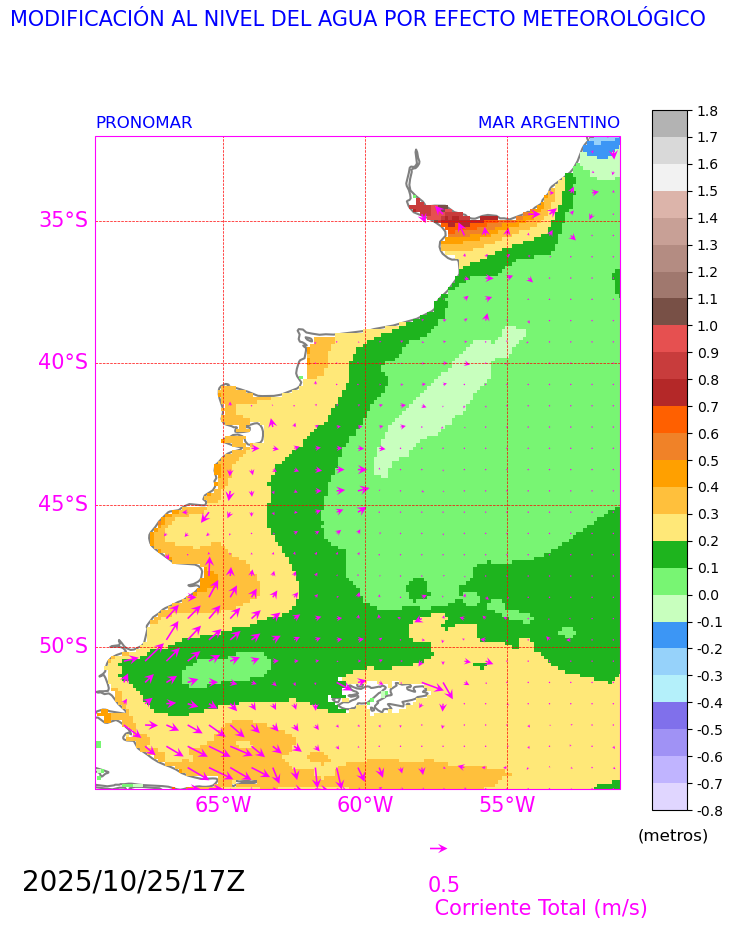 MODIFICACIÓN AL NIVEL DEL AGUA POR EFECTO METEOROLÓGICO
PRONOMAR MAR ARGENTINO
35°S
40°S
45°S
50°S
65°W 60°W 55°W
1.8
1.7
1.6
1.5
1.4
1.3
1.2
1.1
1.0
0.9
0.8
0.7
0.6
0.5
0.4
0.3
0.2
0.1
0.0
-0.1
-0.2
-0.3
-0.4
-0.5
-0.6
-0.7
-0.8
(metros)
2025/10/25/17Z
0.5
Corriente Total (m/s)